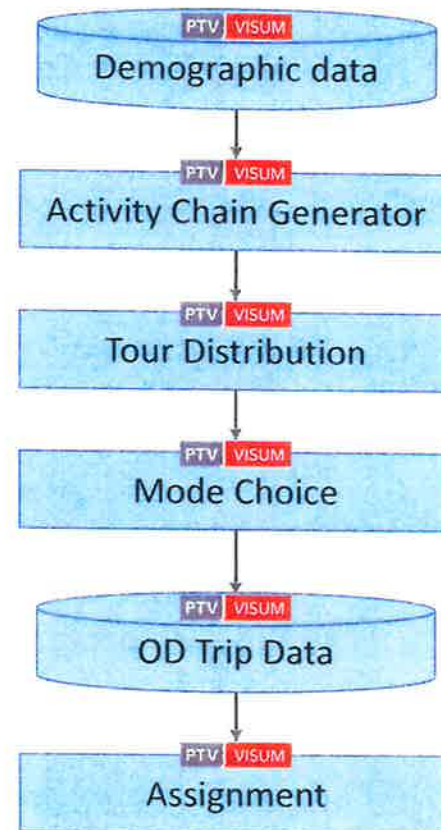 PTV VISUM
Demographic data
PTV VISUM
Activity Chain Generator
PTV VISUM
Tour Distribution
PTV VISUM
Mode Choice
PTV VISUM
OD Trip Data
PTV VISUM
Assignment